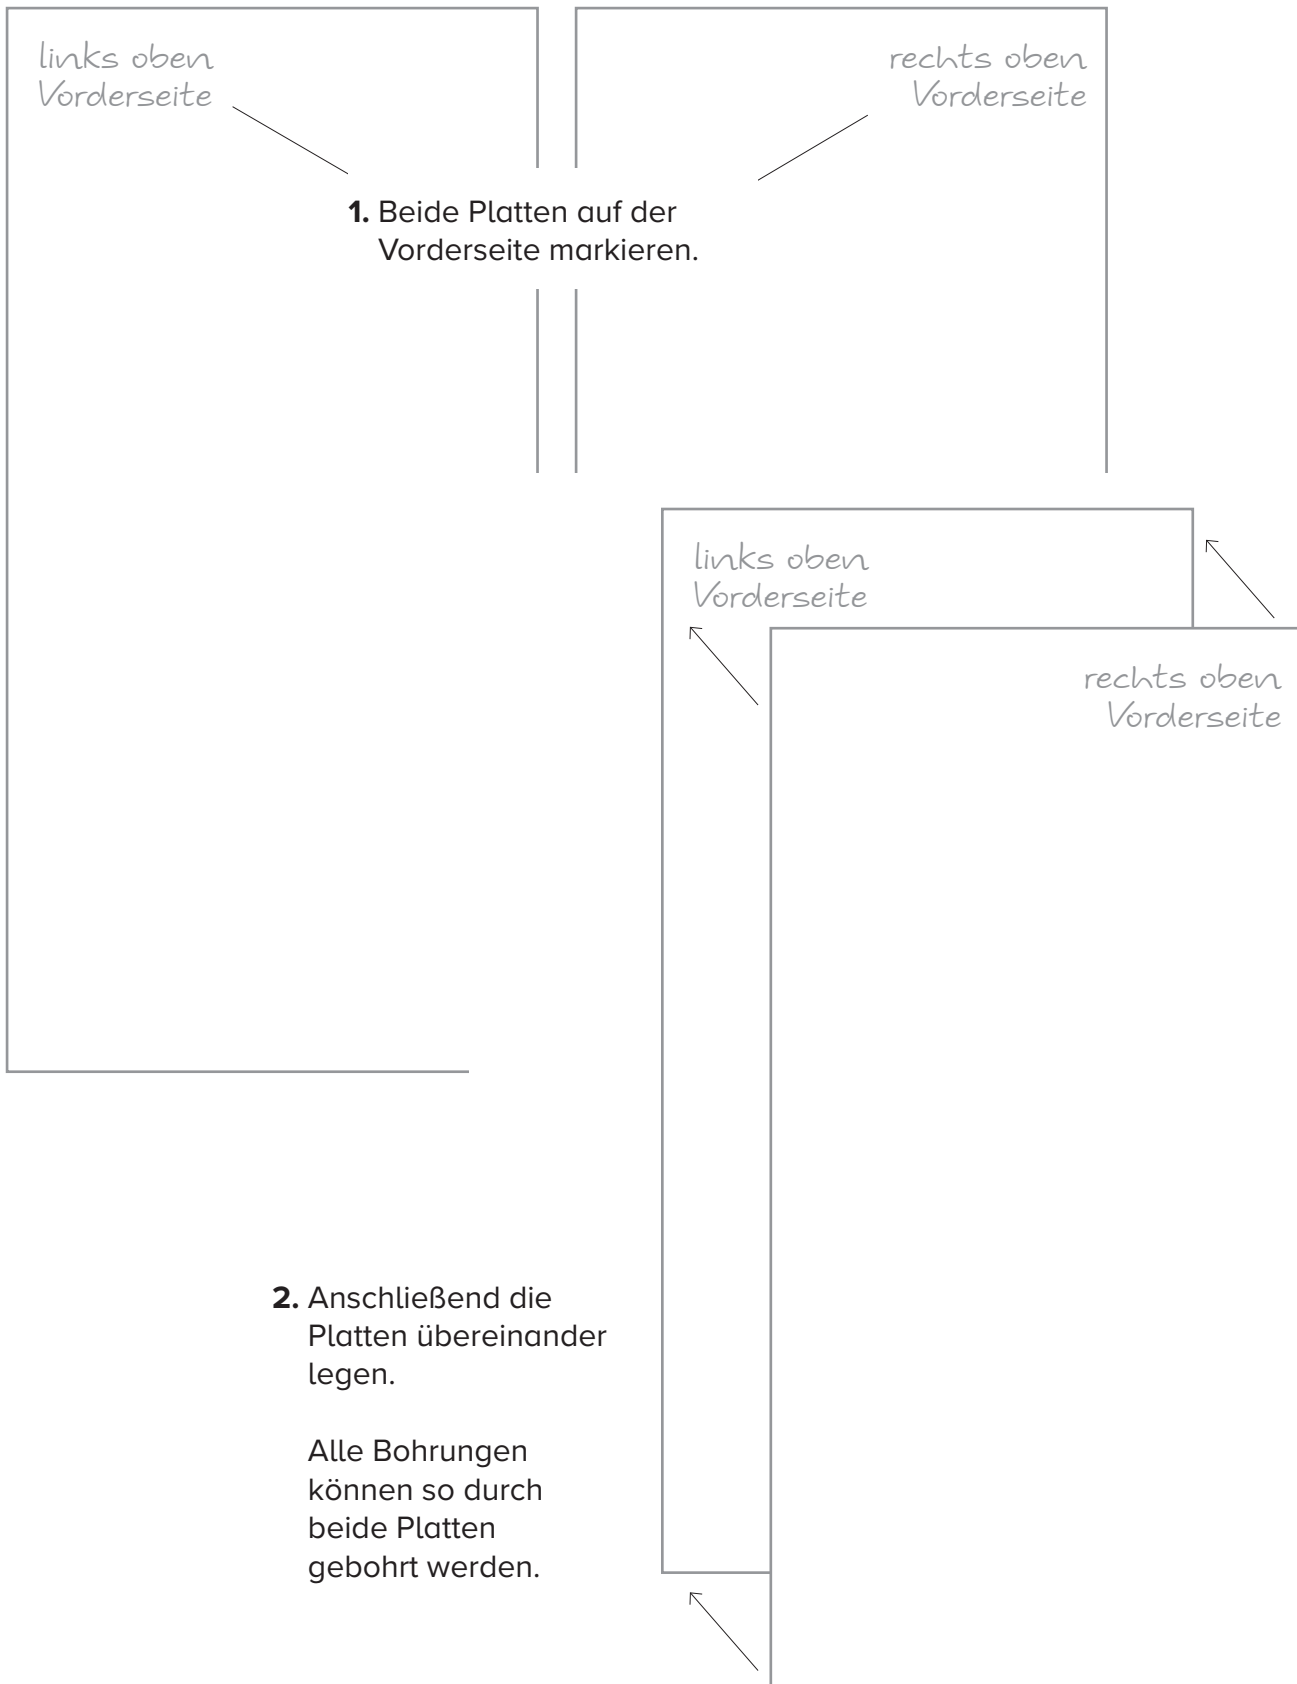 links oben
Vorderseite
rechts oben
Vorderseite
1. Beide Platten auf der
Vorderseite markieren.
links oben
Vorderseite
rechts oben
Vorderseite
2. Anschließend die
Platten übereinander
legen.
Alle Bohrungen
können so durch
beide Platten
gebohrt werden.